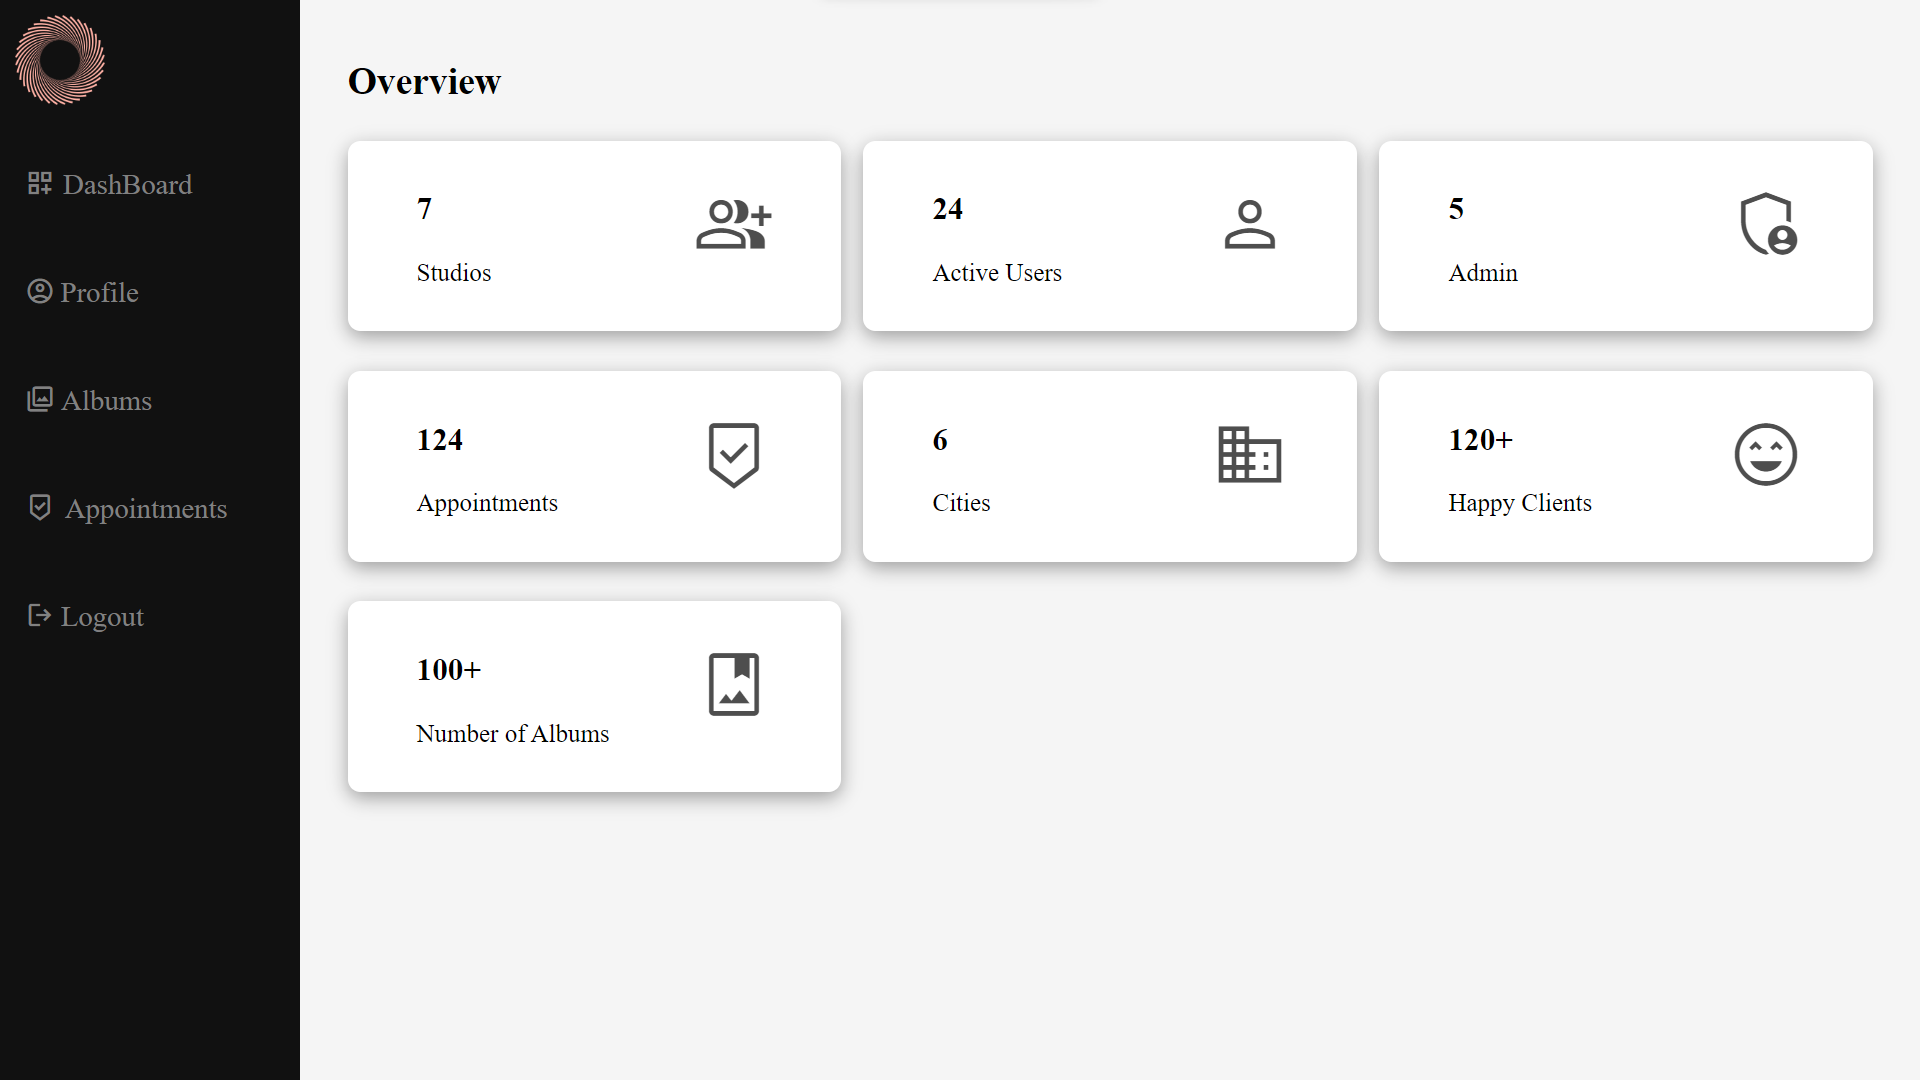 DashBoard
Profile
Albums
Appointments
Logout
Overview
7
Studios
24
Active Users
5
Admin
124
Appointments
6
Cities
120+
Happy Clients
100+
Number of Albums